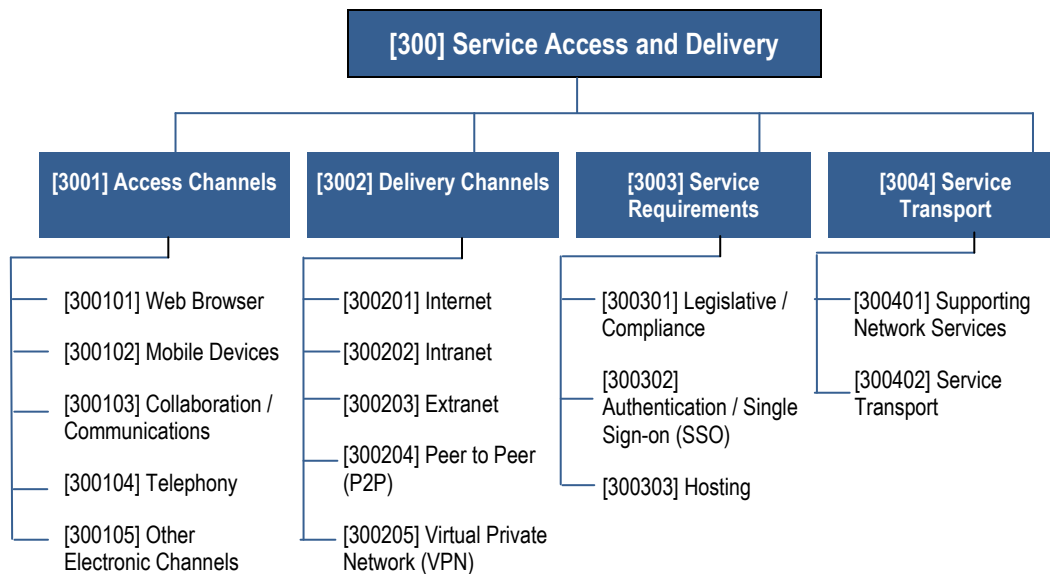 [300] Service Access and Delivery
[3001] Access Channels
[300101] Web Browser
[300102] Mobile Devices
[300103] Collaboration /
Communications
[300104] Telephony
[300105] Other
Electronic Channels
[3002] Delivery Channels
[300201] Internet
[300202] Intranet
[300203] Extranet
[300204] Peer to Peer
(P2P)
[300205] Virtual Private
Network (VPN)
[3003] Service
Requirements
[300301] Legislative /
Compliance
[300302]
Authentication / Single
Sign-on (SSO)
[300303] Hosting
[3004] Service
Transport
[300401] Supporting
Network Services
[300402] Service
Transport